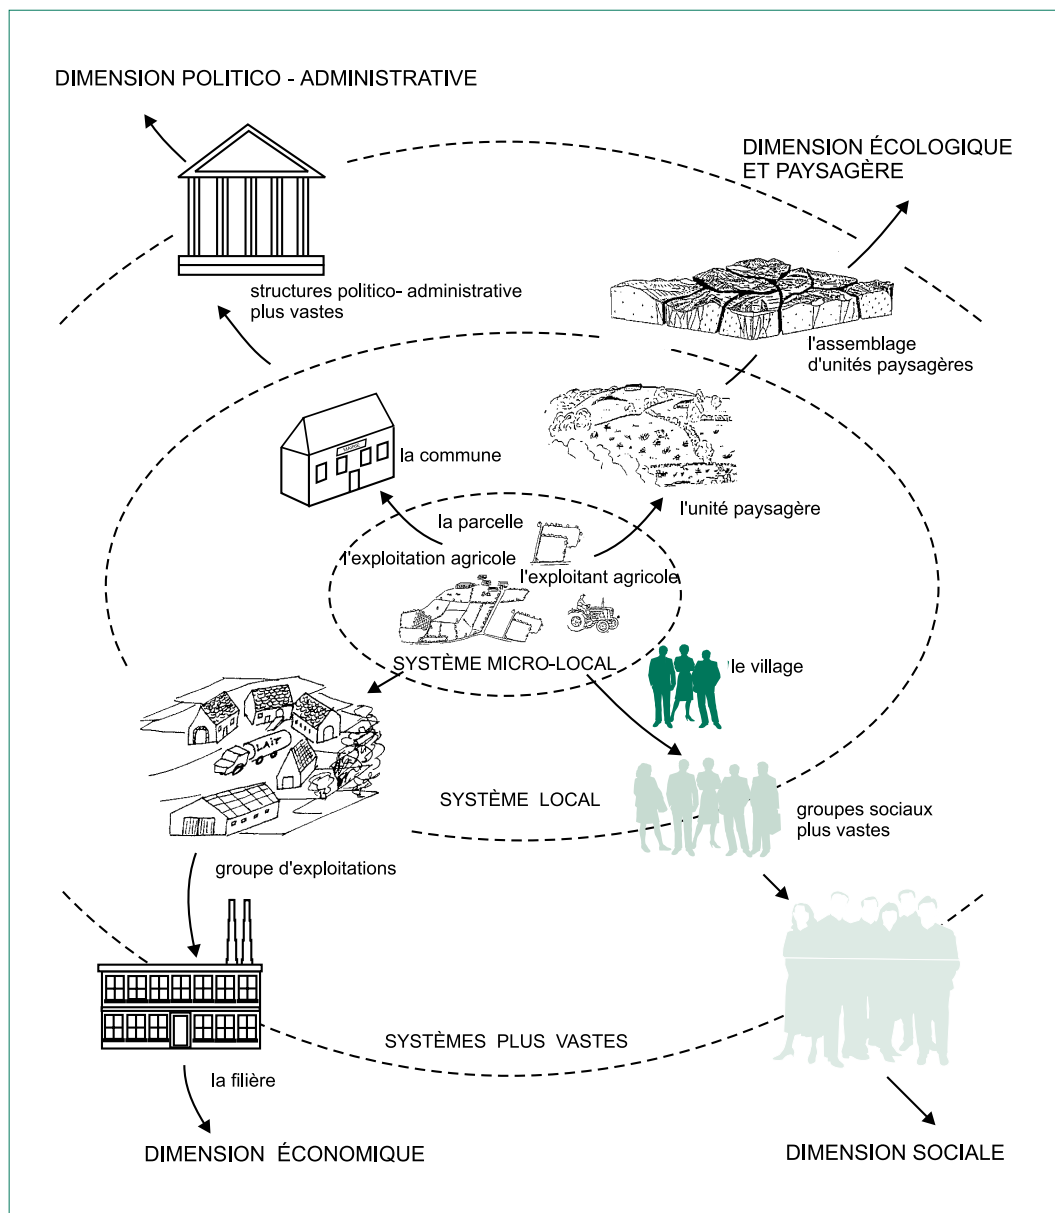 DIMENSION POLITICO - ADMINISTRATIVE
DIMENSION ÉCOLOGIQUE
ET PAYSAGÈRE
structures politico- administrative
plus vastes
l'assemblage
d'unités paysagères
la commune
l'unité paysagère
la parcelle
l'exploitation agricole
l'exploitant agricole
SYSTÈME MICRO-LOCAL
le village
LAIT
SYSTÈME LOCAL
groupes sociaux
plus vastes
groupe d'exploitations
SYSTÈMES PLUS VASTES
la filière
DIMENSION ÉCONOMIQUE
DIMENSION SOCIALE